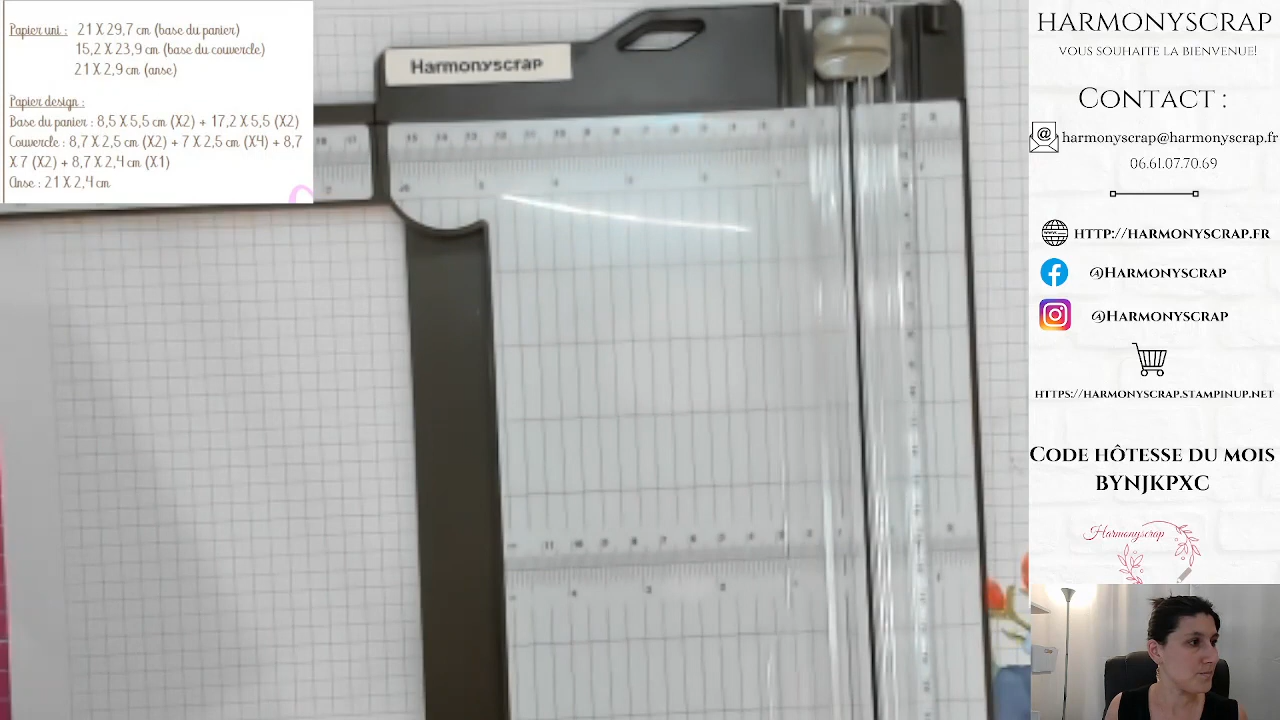 Papier uni : 21 X 29,7 cm (base du panier)
15,2 X 23,9 cm (base du couvercle)
21 X 2,9 cm (anse)
Papier design :
Base du panier : 8,5 X 5,5 cm (X2) + 17,2 X 5,5 (X2)
Couvercle : 8,7 X 2,5 cm (X2) + 7 X 2,5 cm (X4) + 8,7
X 7 (X2) + 8,7 X 2,4 cm (X1)
Anse : 21 X 2,4 cm
Harmonyscrap
HARMONYSCRAP
VOUS SOUHAITE LA BIENVENUE!
CONTACT :
harmonyscrap@harmonyscrap.fr
06.61.07.70.69
HTTP://HARMONYSCRAP.FR
@HARMONYSCRAP
@HARMONYSCRAP
HTTPS://HARMONYSCRAP.STAMPINUP.NET
CODE HÔTESSE DU MOIS
BYNJKPXC
Harmonyscrap